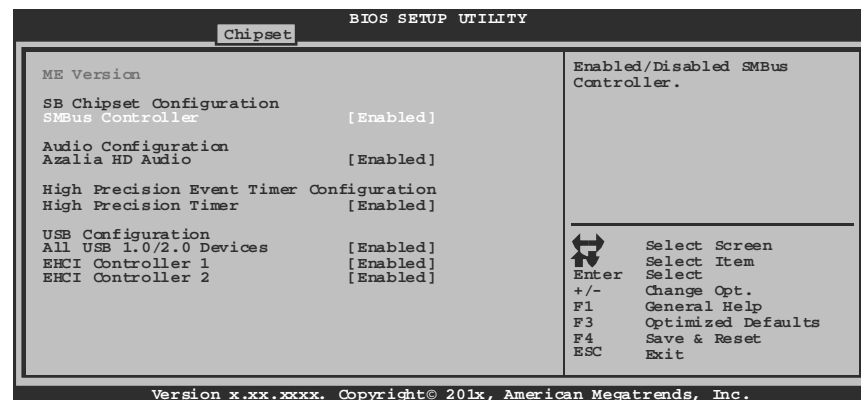 BIOS SETUP UTILITY
Chipset
ME Version
SB Chipset Configuration
SMBus Controller [Enabled]
Audio Configuration
Azalia HD Audio [Enabled]
High Precision Event Timer Configuration
High Precision Timer [Enabled]
USB Configuration
All USB 1.0/2.0 Devices [Enabled]
EHCI Controller 1 [Enabled]
EHCI Controller 2 [Enabled]
Enabled/Disabled SMBus
Controller.
Select Screen
Select Item
Enter Select
+/- Change Opt.
F1 General Help
F3 Optimized Defaults
F4 Save & Reset
ESC Exit
Version x.xx.xxxx. Copyright© 201x, American Megatrends, Inc.